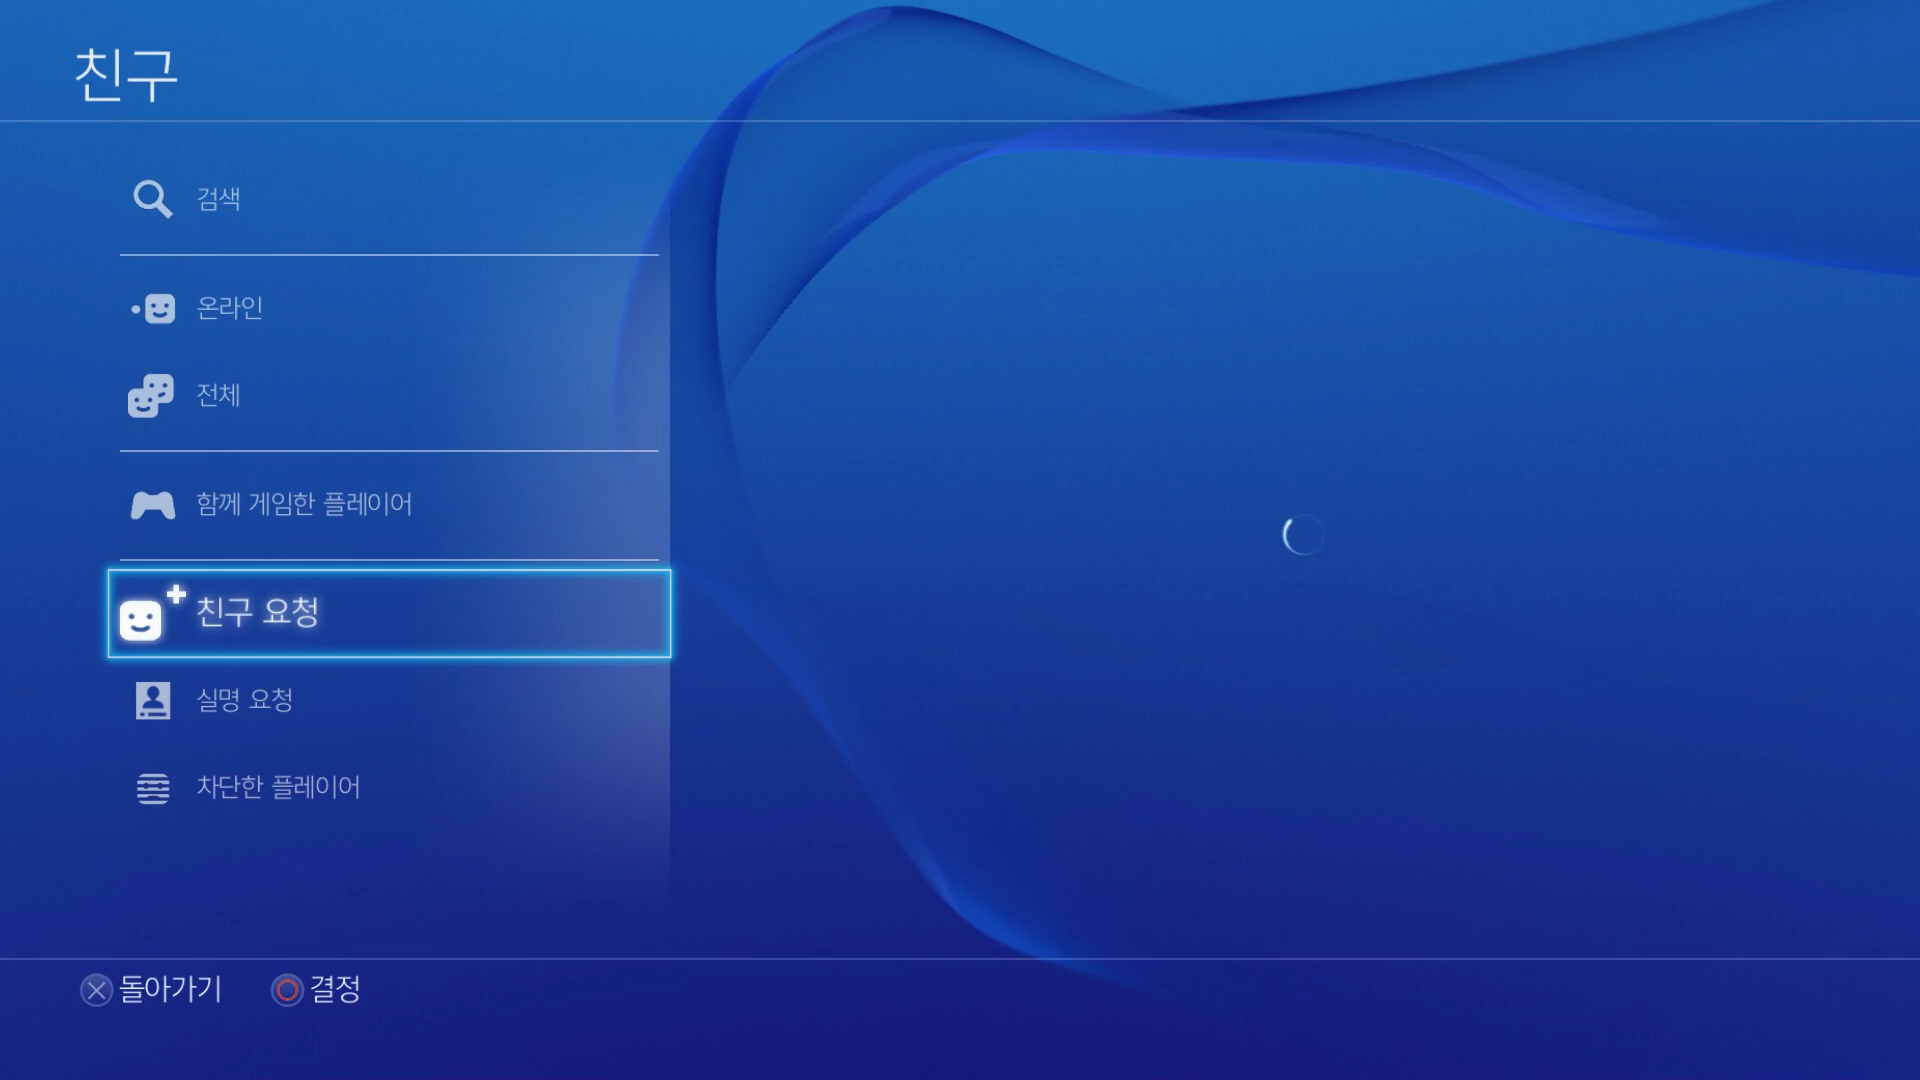 친구
검색
온라인
전체
함께 게임한 플레이어
친구 요청
실명 요청
차단한 플레이어
돌아가기 결정